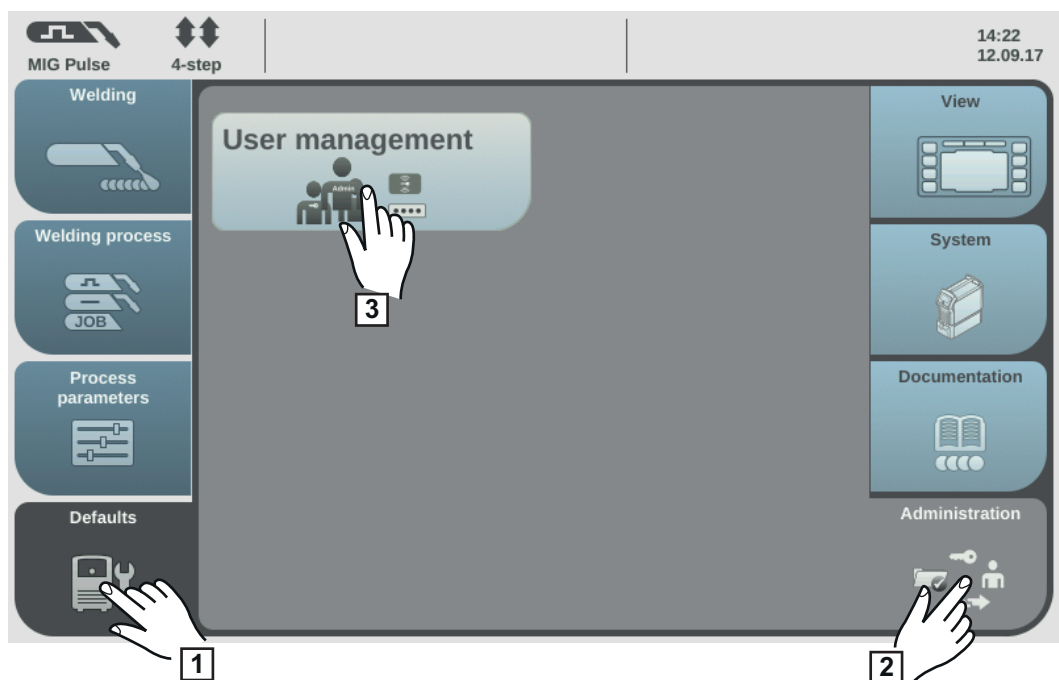 MIG Pulse
4-step
14:22
12.09.17
Welding
Welding process
JOB
Process
parameters
Defaults
User management
Admin
View
System
Documentation
Administration
1
2
3